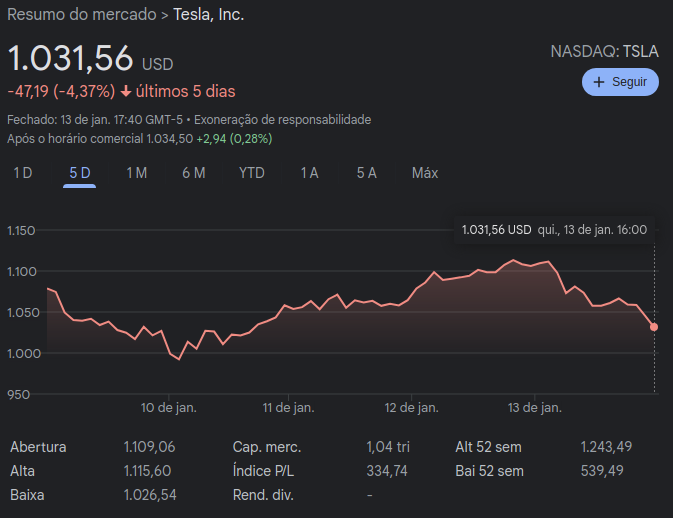 Resumo do mercado > Tesla, Inc.
1.031,56 USD
NASDAQ: TSLA
-47,19 (-4,37%) ↓ últimos 5 dias
+ Seguir
Fechado: 13 de jan. 17:40 GMT-5 • Exoneração de responsabilidade
Após o horário comercial 1.034,50 +2,94 (0,28%)
1 D 5 D 1 M 6 M YTD 1 A 5 A Máx
1.031,56 USD qui., 13 de jan. 16:00
1.150
1.100
1.050
1.000
950
10 de jan. 11 de jan. 12 de jan. 13 de jan.
Abertura 1.109,06 Cap. merc. 1,04 tri Alt 52 sem 1.243,49
Alta 1.115,60 Índice P/L 334,74 Bai 52 sem 539,49
Baixa 1.026,54 Rend. div. -